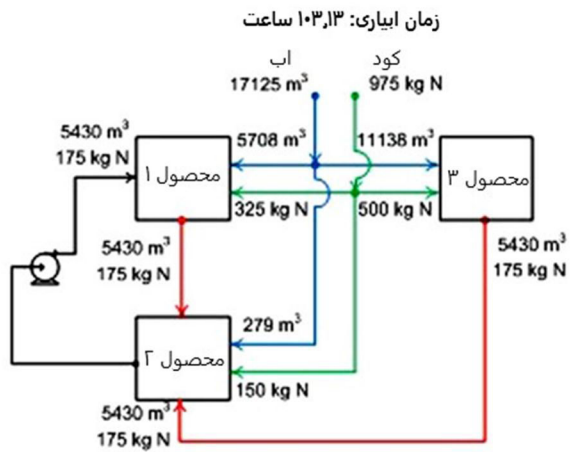 زمان ابیاری: ۱۰۳٫۱۳ ساعت
اب
کود
17125 m³
975 kg N
5430 m³
175 kg N
5708 m³
11138 m³
محصول ۱
محصول ۳
325 kg N
500 kg N
5430 m³
175 kg N
5430 m³
175 kg N
279 m³
محصول ۲
150 kg N
5430 m³
175 kg N